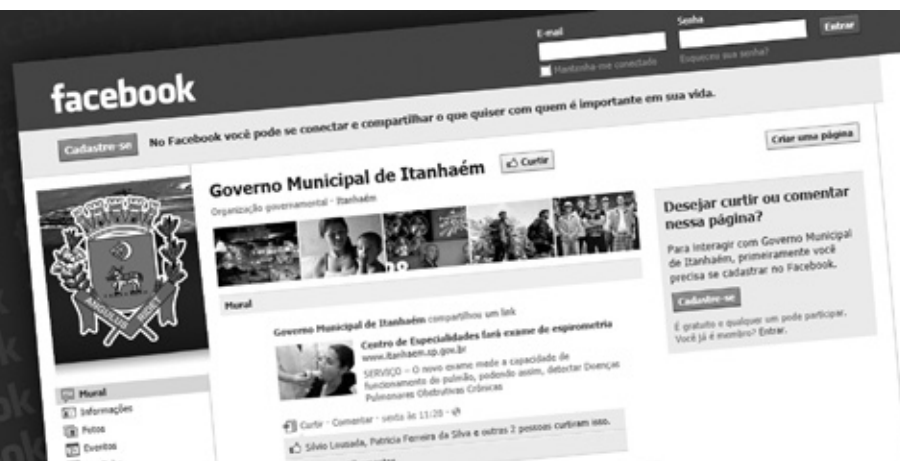 E-mail
Senha
Entrar
Mantenha-me conectado
Esqueceu sua senha?
facebook
Cadastre-se
No Facebook você pode se conectar e compartilhar o que quiser com quem é importante em sua vida.
Criar uma página
Governo Municipal de Itanhaém
Curtir
Organização governamental · Itanhaém
Desejar curtir ou comentar
nessa página?
Para interagir com Governo Municipal
de Itanhaém, primeiramente você
precisa se cadastrar no Facebook.
Cadastre-se
É gratuito e qualquer um pode participar.
Você já é membro? Entrar.
ANGULUS
Mural
Governo Municipal de Itanhaém compartilhou um link
Centro de Especialidades fará exame de espirometria
www.itanhaem.sp.gov.br
SERVIÇO – O novo exame mede a capacidade de
funcionamento do pulmão, podendo assim, detectar Doenças
Pulmonares Obstrutivas Crônicas
Curtir · Comentar · sexta às 11:20 ·
Sílvio Lousada, Patricia Ferreira da Silva e outras 2 pessoas curtiram isso.
Mural
Informações
Fotos
Eventos